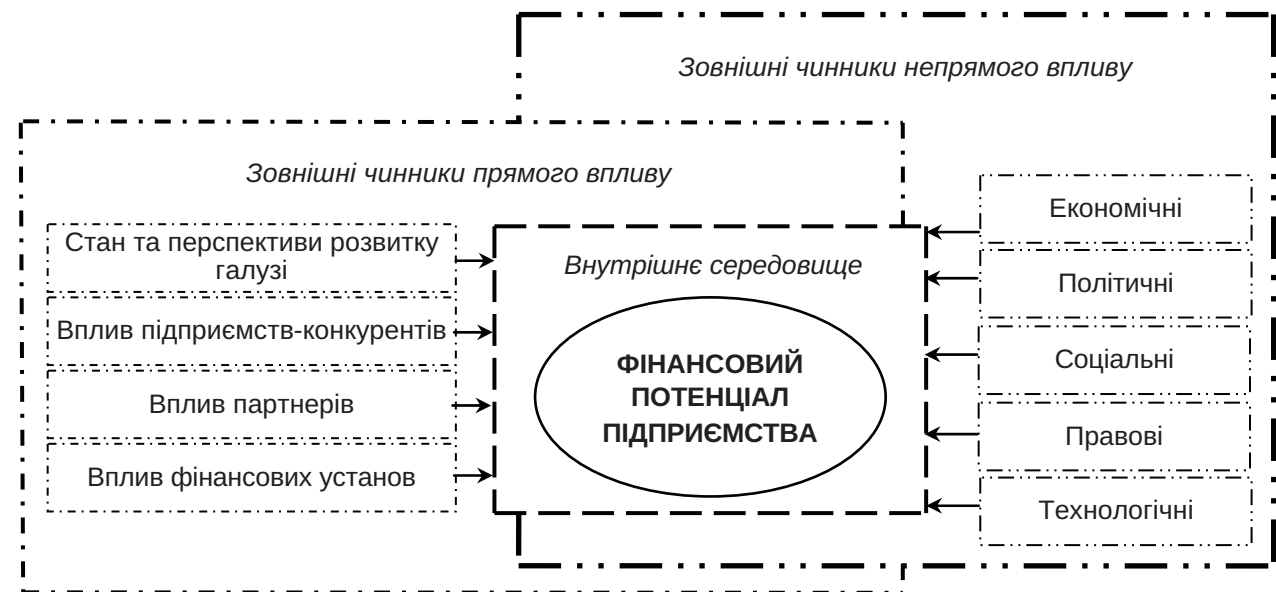 Зовнішні чинники непрямого впливу
Зовнішні чинники прямого впливу
Стан та перспективи розвитку
галузі
Вплив підприємств-конкурентів
Вплив партнерів
Вплив фінансових установ
Внутрішнє середовище
ФІНАНСОВИЙ
ПОТЕНЦІАЛ
ПІДПРИЄМСТВА
Економічні
Політичні
Соціальні
Правові
Технологічні